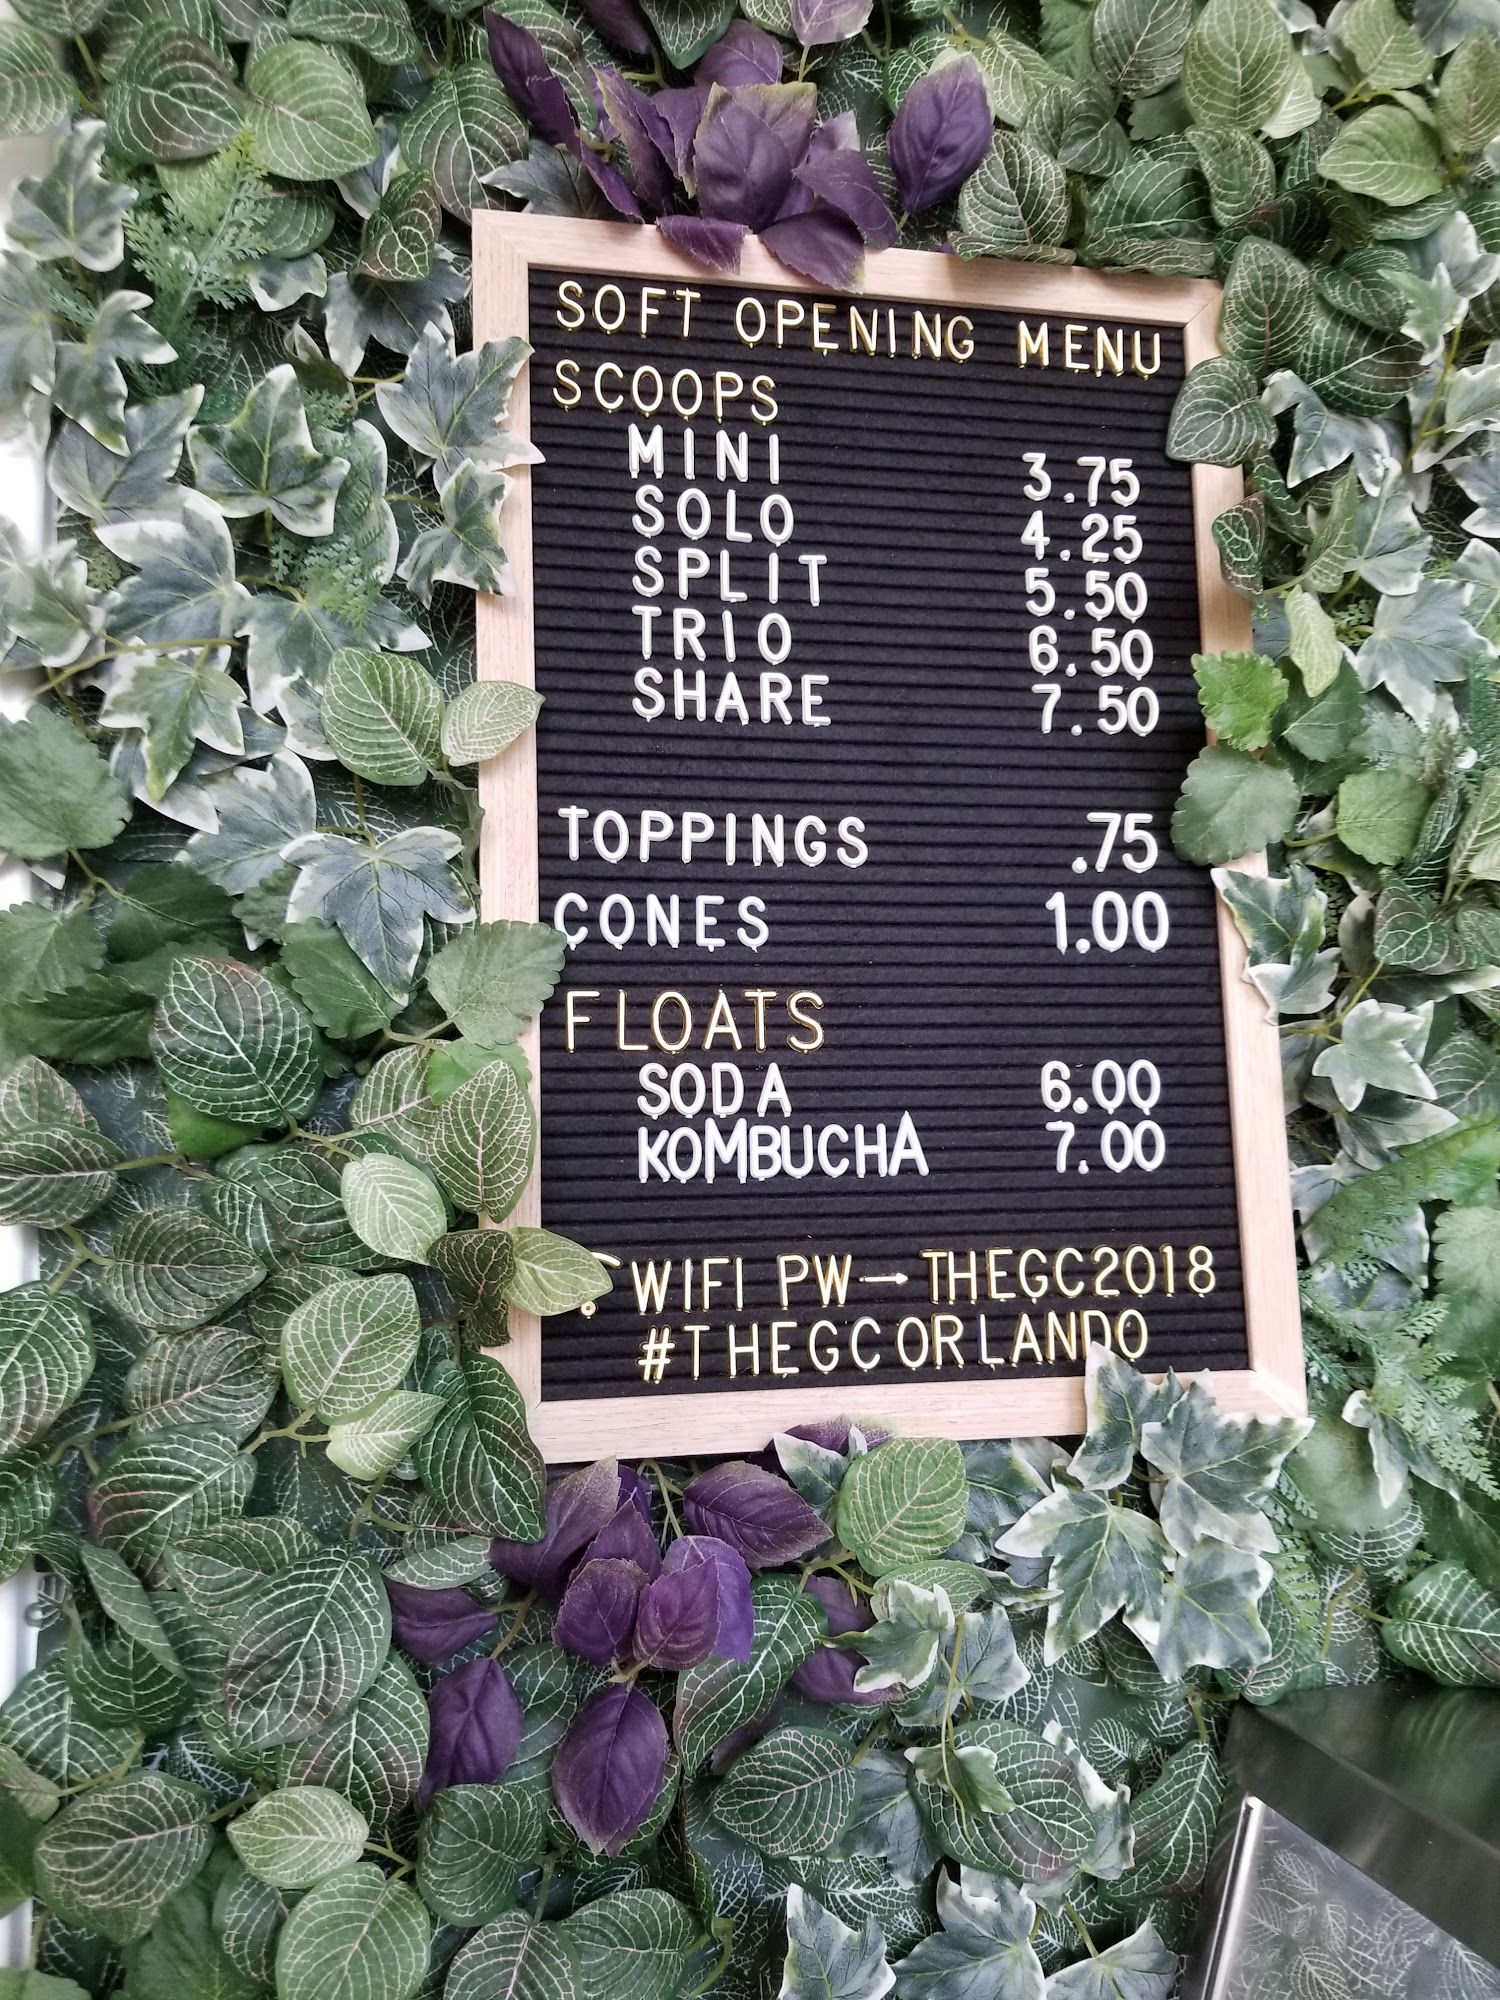 SOFT OPENING MENU
SCOOPS
MINI 3.75
SOLO 4.25
SPLIT 5.50
TRIO 6.50
SHARE 7.50
TOPPINGS .75
CONES 1.00
FLOATS
SODA 6.00
KOMBUCHA 7.00
WIFI PW→THEGC2018
#THEGCORLANDO